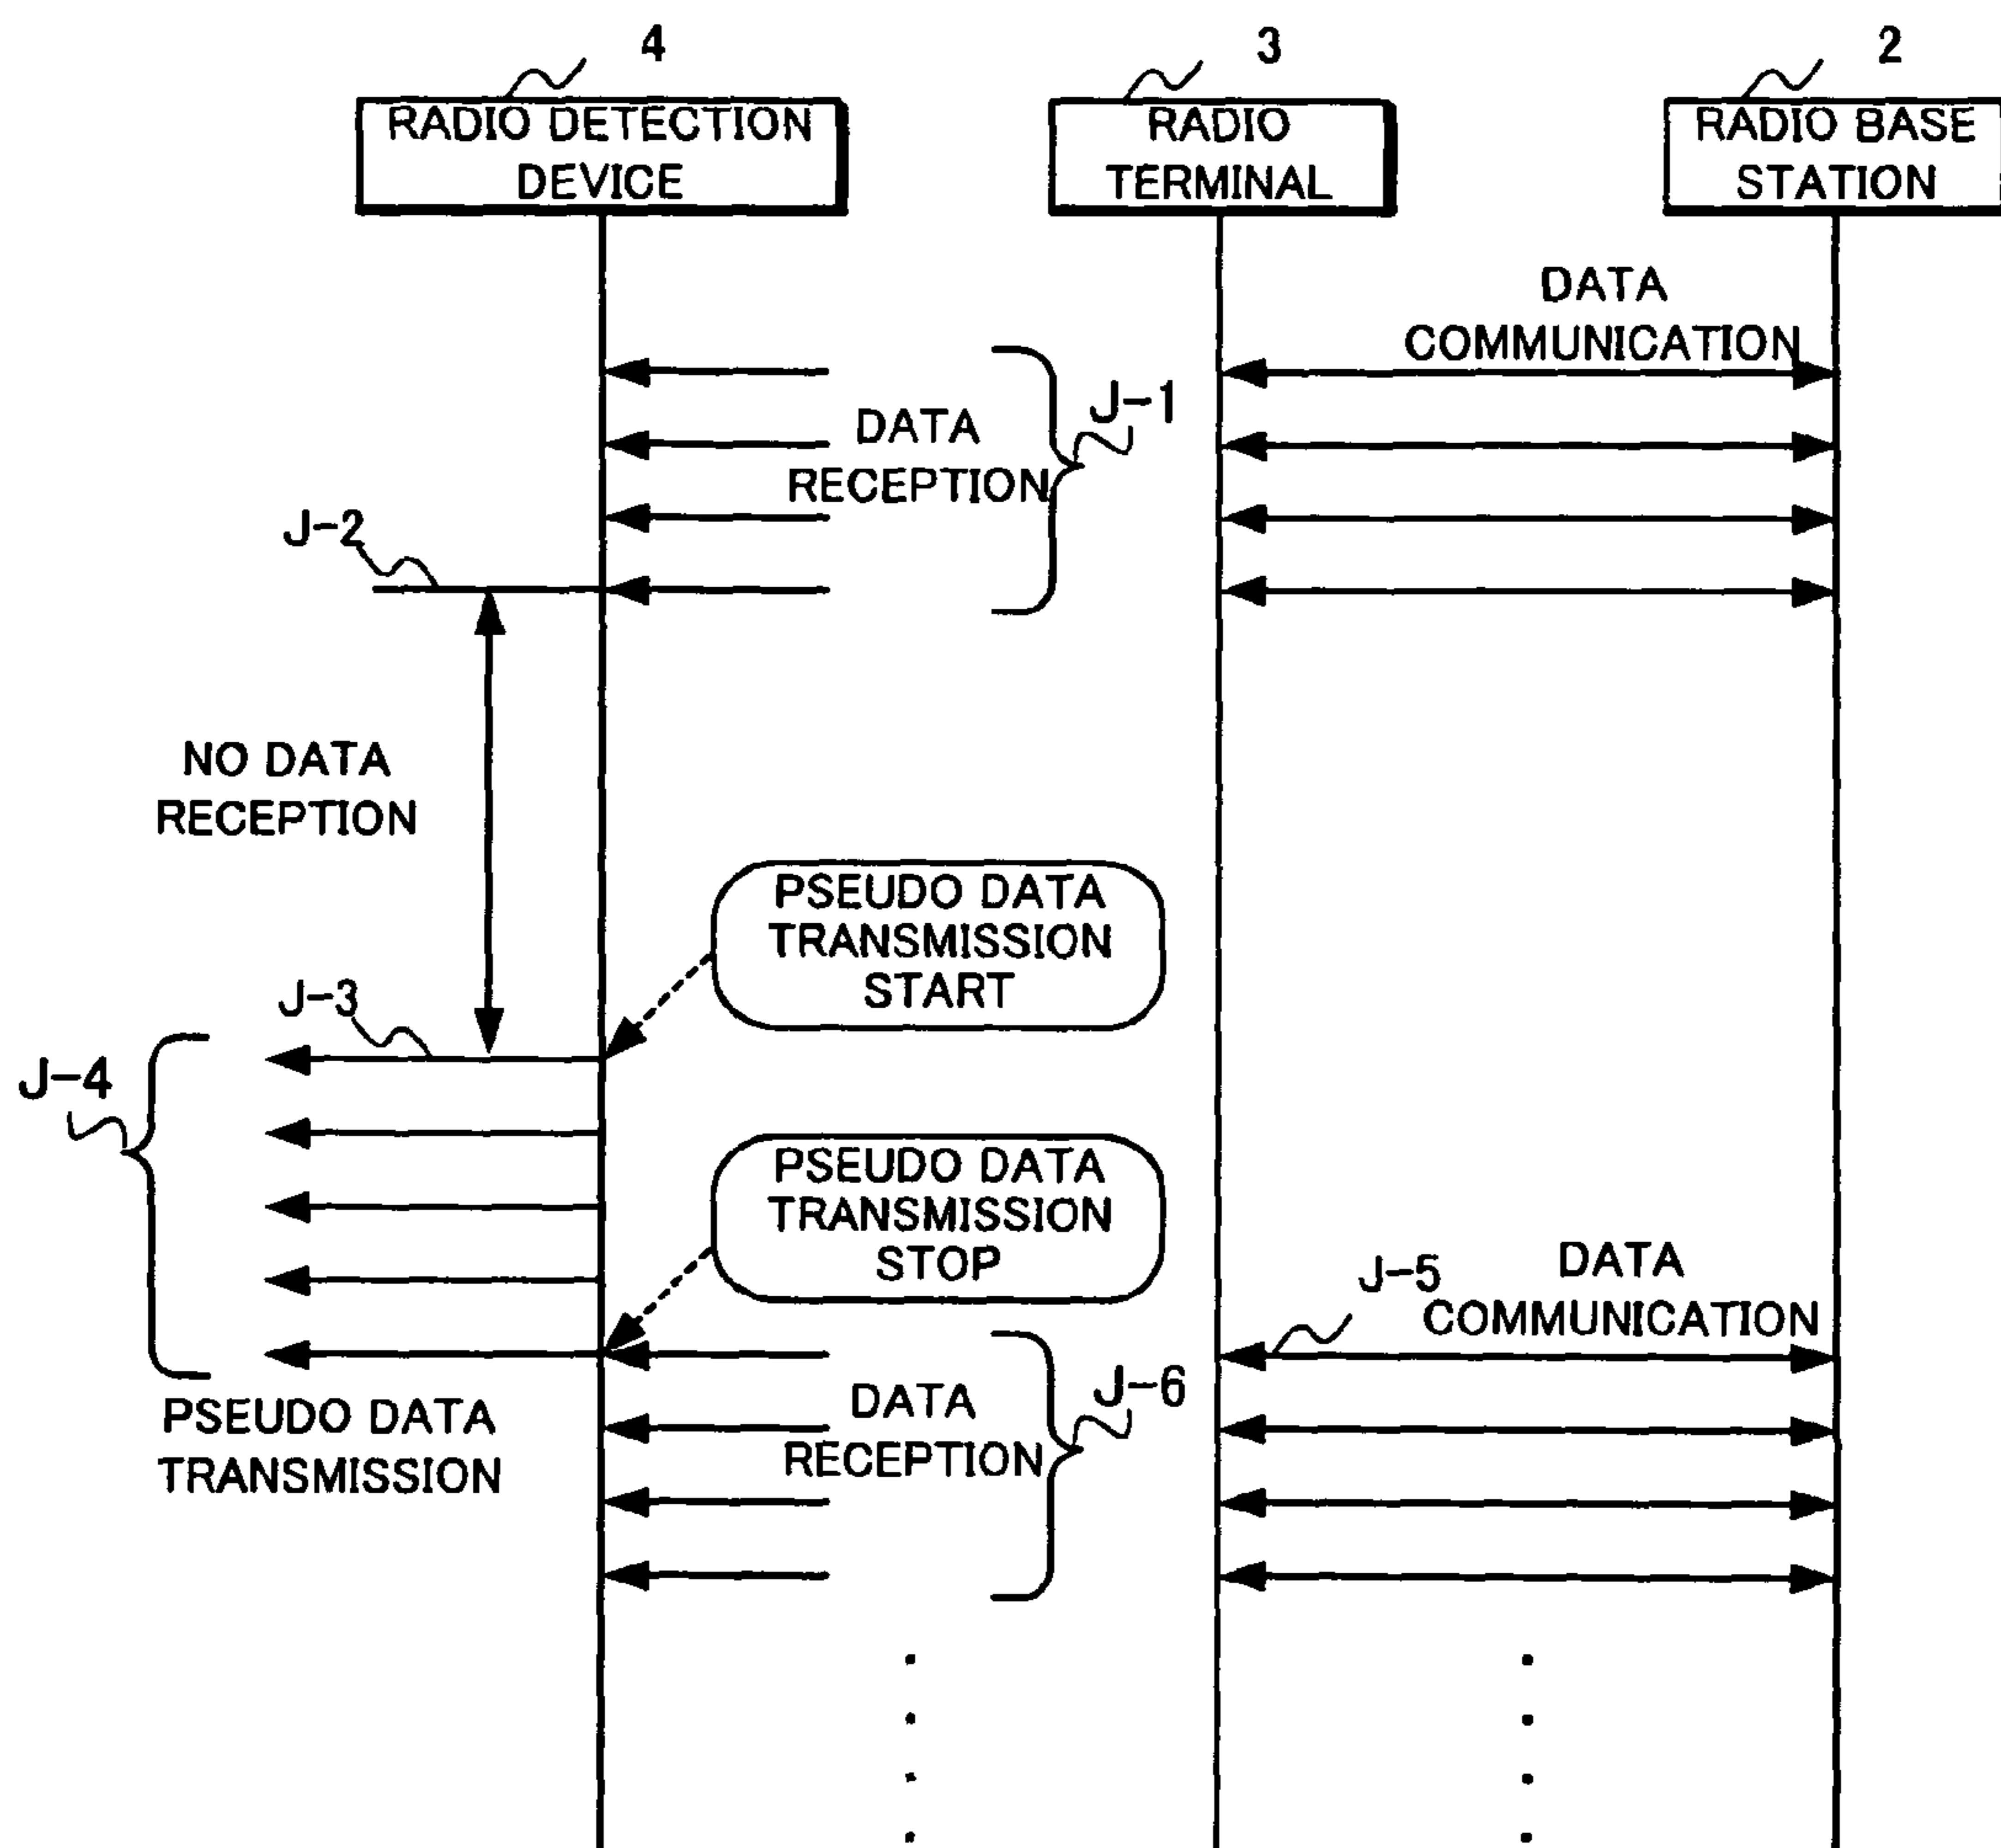 4
3
2
RADIO DETECTION
DEVICE
RADIO
TERMINAL
RADIO BASE
STATION
DATA
COMMUNICATION
J-1
DATA
RECEPTION
J-2
NO DATA
RECEPTION
PSEUDO DATA
TRANSMISSION
START
J-3
J-4
PSEUDO DATA
TRANSMISSION
STOP
J-5
DATA
COMMUNICATION
J-6
DATA
RECEPTION
PSEUDO DATA
TRANSMISSION